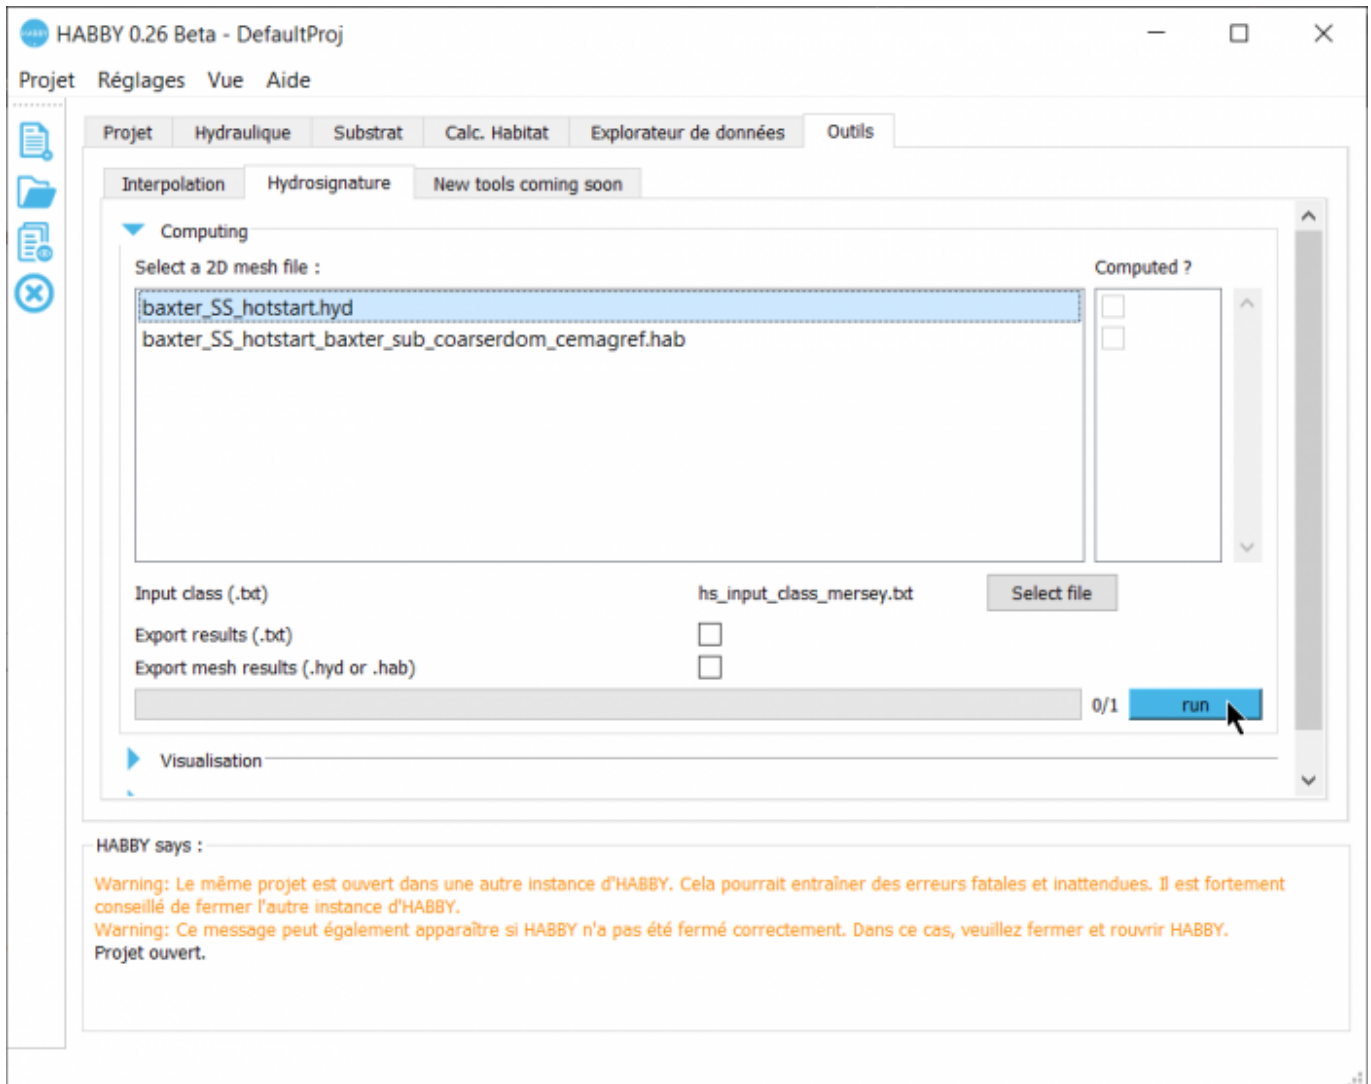 HABBY 0.26 Beta - DefaultProj
Projet Réglages Vue Aide
Projet Hydraulique Substrat Calc. Habitat Explorateur de données Outils
Interpolation Hydrosignature New tools coming soon
Computing
Select a 2D mesh file : Computed ?
baxter_SS_hotstart.hyd
baxter_SS_hotstart_baxter_sub_coarserdom_cemagref.hab
Input class (.txt) hs_input_class_mersey.txt Select file
Export results (.txt)
Export mesh results (.hyd or .hab)
0/1 run
Visualisation
HABBY says :
Warning: Le même projet est ouvert dans une autre instance d'HABBY. Cela pourrait entraîner des erreurs fatales et inattendues. Il est fortement
conseillé de fermer l'autre instance d'HABBY.
Warning: Ce message peut également apparaître si HABBY n'a pas été fermé correctement. Dans ce cas, veuillez fermer et rouvrir HABBY.
Projet ouvert.